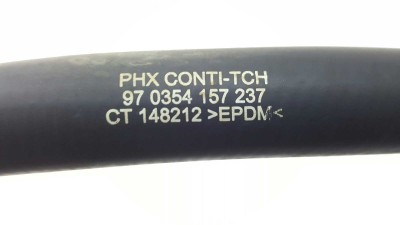 PHX CONTI-TCH
97 0354 157 237
CT 148212 >EPDM<